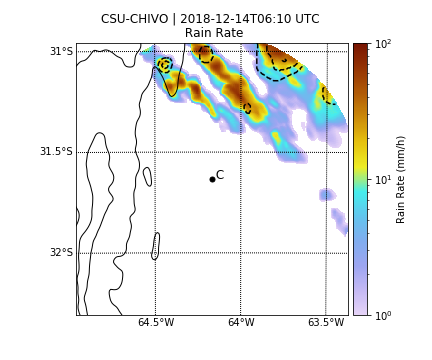 CSU-CHIVO | 2018-12-14T06:10 UTC
Rain Rate
31°S
31.5°S
32°S
C
64.5°W
64°W
63.5°W
10²
10¹
10⁰
Rain Rate (mm/h)